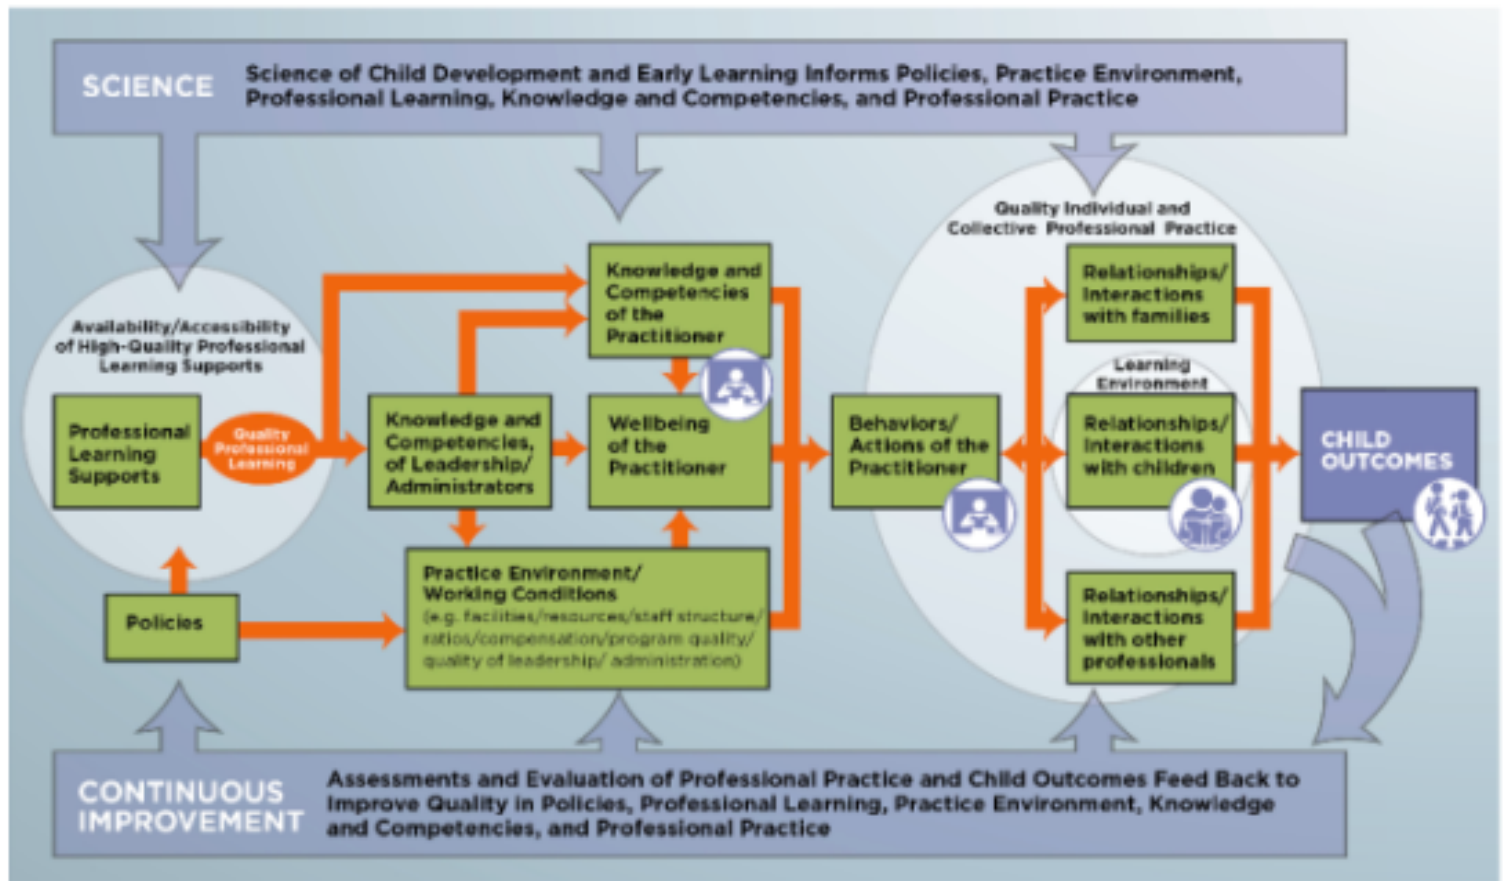 SCIENCE
Science of Child Development and Early Learning Informs Policies, Practice Environment,
Professional Learning, Knowledge and Competencies, and Professional Practice
Availability/Accessibility
of High-Quality Professional
Learning Supports
Professional
Learning
Supports
Quality
Professional
Learning
Policies
Knowledge and
Competencies,
of Leadership/
Administrators
Knowledge and
Competencies
of the
Practitioner
Wellbeing
of the
Practitioner
Practice Environment/
Working Conditions
(e.g. facilities/resources/staff structure/
ratios/compensation/program quality/
quality of leadership/ administration)
Behaviors/
Actions of the
Practitioner
Quality Individual and
Collective Professional Practice
Relationships/
Interactions
with families
Learning
Environment
Relationships/
Interactions
with children
Relationships/
Interactions
with other
professionals
CHILD
OUTCOMES
CONTINUOUS
IMPROVEMENT
Assessments and Evaluation of Professional Practice and Child Outcomes Feed Back to
Improve Quality in Policies, Professional Learning, Practice Environment, Knowledge
and Competencies, and Professional Practice